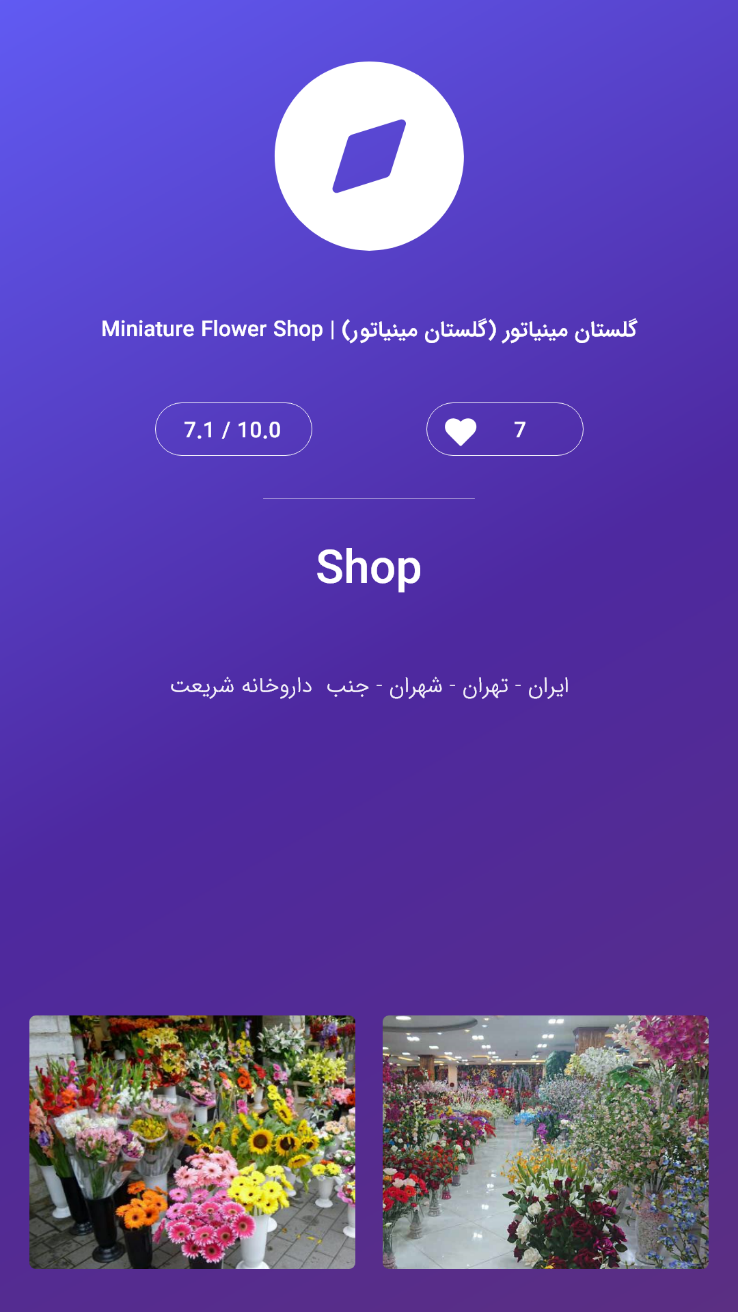 گلستان مینیاتور (گلستان مینیاتور) | Miniature Flower Shop
7.1 / 10.0
7
Shop
ایران - تهران - شهران - جنب  داروخانه شریعت